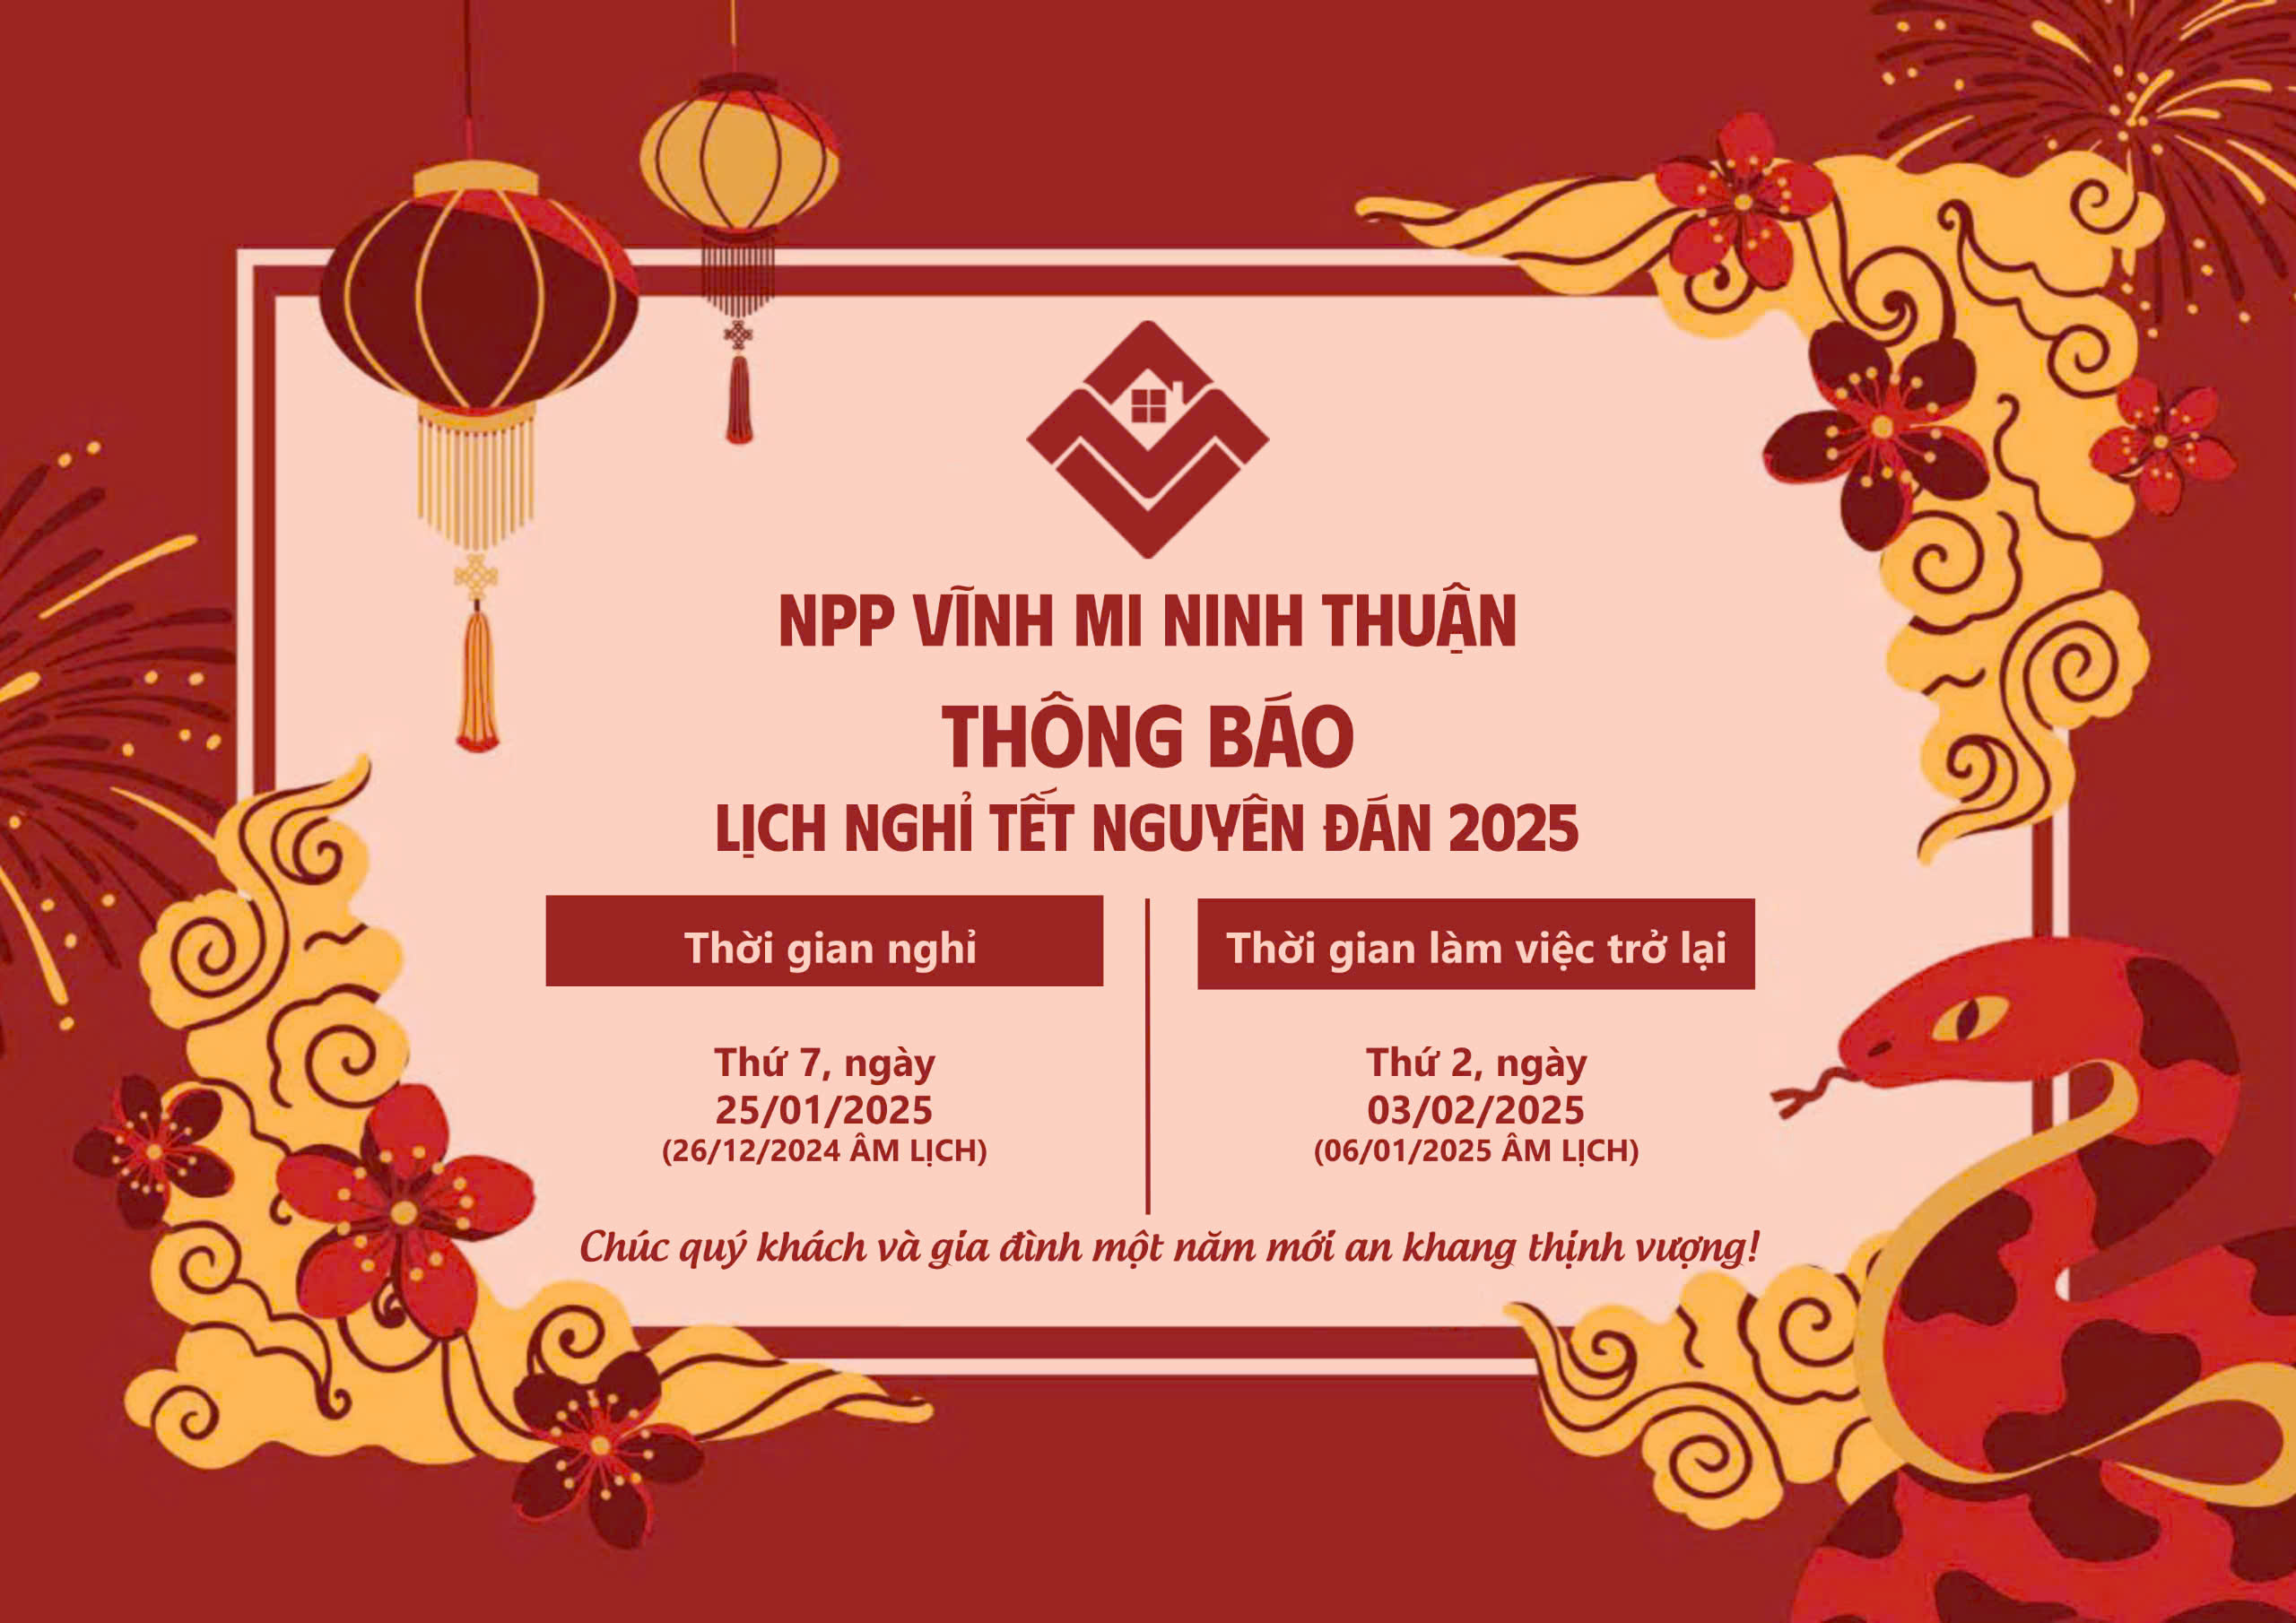 NPP VĨNH MI NINH THUẬN
THÔNG BÁO
LỊCH NGHỈ TẾT NGUYÊN ĐÁN 2025
Thời gian nghỉ
Thứ 7, ngày
25/01/2025
(26/12/2024 ÂM LỊCH)
Thời gian làm việc trở lại
Thứ 2, ngày
03/02/2025
(06/01/2025 ÂM LỊCH)
Chúc quý khách và gia đình một năm mới an khang thịnh vượng!